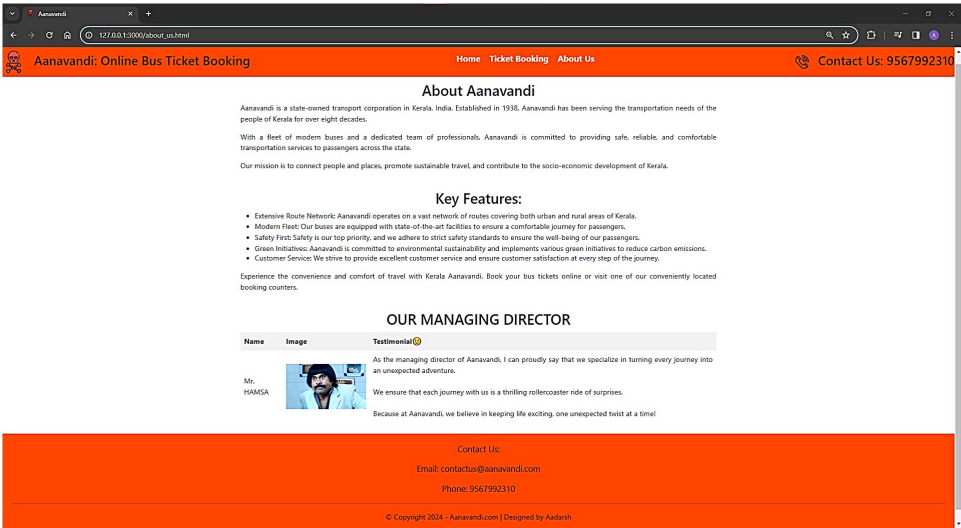 Aanavandi
127.0.0.1:3000/about_us.html
Aanavandi: Online Bus Ticket Booking
Home Ticket Booking About Us
Contact Us: 9567992310
About Aanavandi
Aanavandi is a state-owned transport corporation in Kerala, India. Established in 1938, Aanavandi has been serving the transportation needs of the
people of Kerala for over eight decades.
With a fleet of modern buses and a dedicated team of professionals, Aanavandi is committed to providing safe, reliable, and comfortable
transportation services to passengers across the state.
Our mission is to connect people and places, promote sustainable travel, and contribute to the socio-economic development of Kerala.
Key Features:
• Extensive Route Network: Aanavandi operates on a vast network of routes covering both urban and rural areas of Kerala.
• Modern Fleet: Our buses are equipped with state-of-the-art facilities to ensure a comfortable journey for passengers.
• Safety First: Safety is our top priority, and we adhere to strict safety standards to ensure the well-being of our passengers.
• Green Initiatives: Aanavandi is committed to environmental sustainability and implements various green initiatives to reduce carbon emissions.
• Customer Service: We strive to provide excellent customer service and ensure customer satisfaction at every step of the journey.
Experience the convenience and comfort of travel with Kerala Aanavandi. Book your bus tickets online or visit one of our conveniently located
booking counters.
OUR MANAGING DIRECTOR
Name Image Testimonial
Mr.
HAMSA
As the managing director of Aanavandi, I can proudly say that we specialize in turning every journey into
an unexpected adventure.
We ensure that each journey with us is a thrilling rollercoaster ride of surprises.
Because at Aanavandi, we believe in keeping life exciting, one unexpected twist at a time!
Contact Us:
Email: contactus@aanavandi.com
Phone: 9567992310
© Copyright 2024 - Aanavandi.com | Designed by Aadarsh